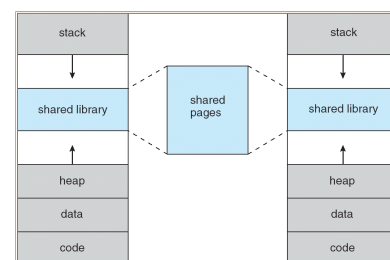 stack
shared library
heap
data
code
shared
pages
stack
shared library
heap
data
code